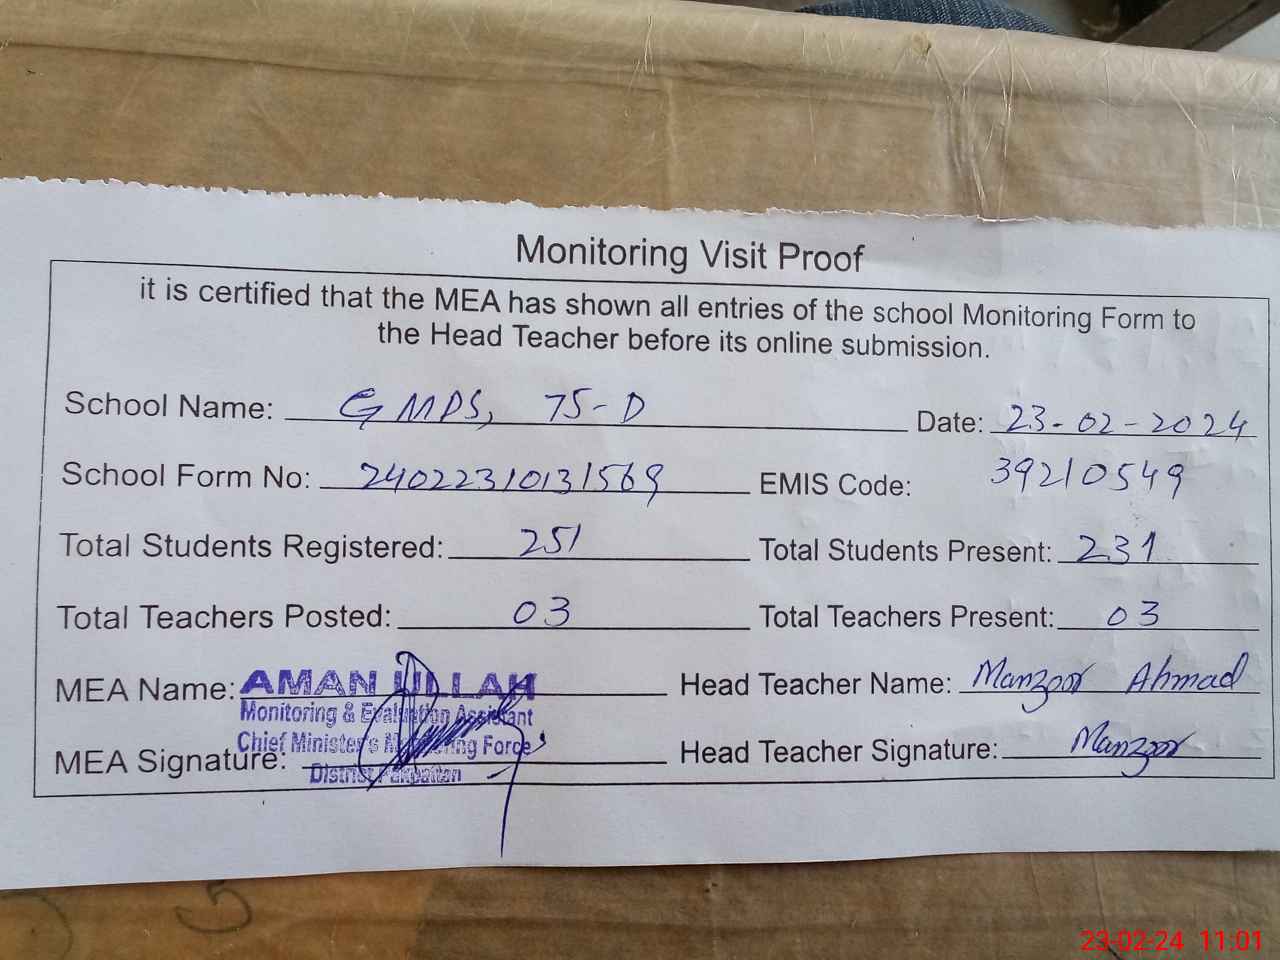 Monitoring Visit Proof
it is certified that the MEA has shown all entries of the school Monitoring Form to
the Head Teacher before its online submission.
School Name: GMPS, 75-D Date: 23-02-2024
School Form No: 24022310131569 EMIS Code: 39210549
Total Students Registered: 251 Total Students Present: 231
Total Teachers Posted: 03 Total Teachers Present: 03
MEA Name: AMAN ULLAH Head Teacher Name: Manzoor Ahmad
Monitoring & Evaluation Assistant
Chief Minister's Monitoring Force
MEA Signature: Head Teacher Signature: Manzoor
District Pakpattan
5
23-02-24 11:01